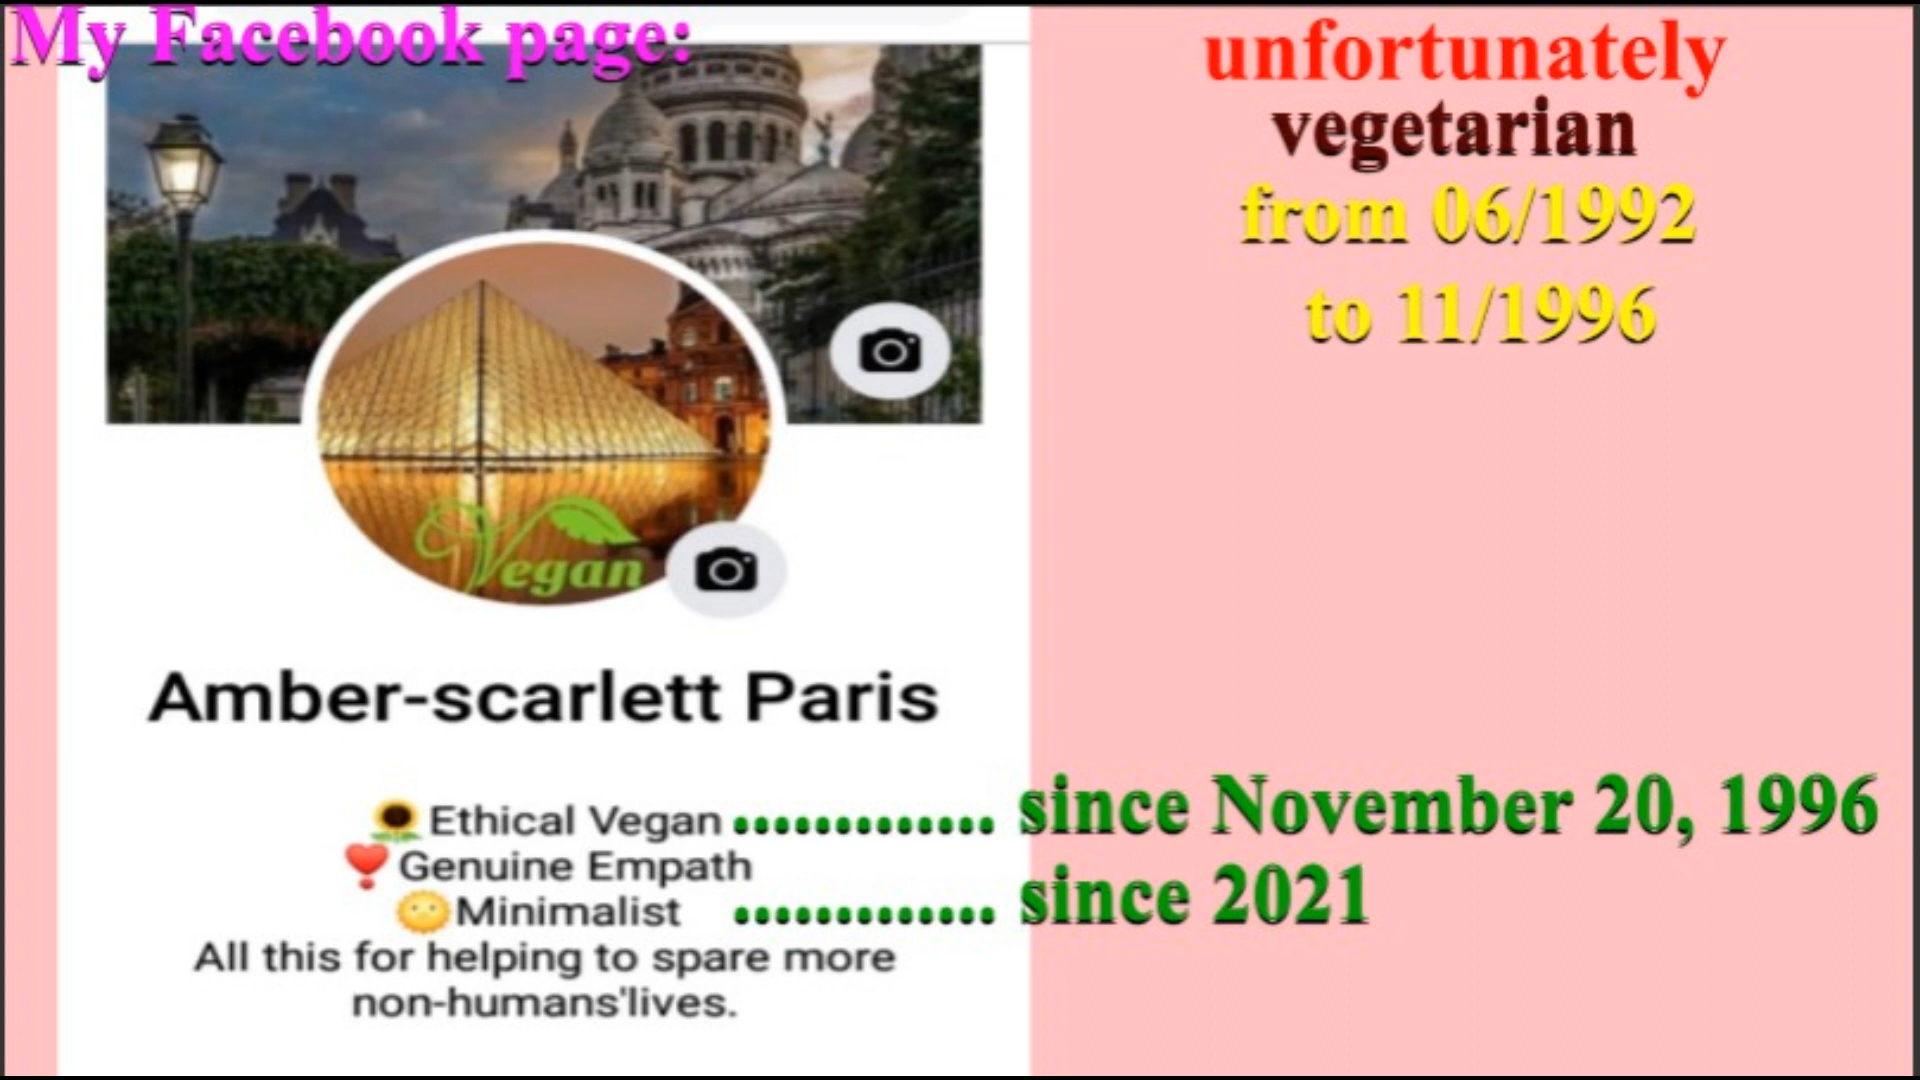 My Facebook page:
unfortunately
vegetarian
from 06/1992
to 11/1996
Vegan
Amber-scarlett Paris
🌻Ethical Vegan ............. since November 20, 1996
❣️Genuine Empath
🌝Minimalist ............. since 2021
All this for helping to spare more
non-humans'lives.